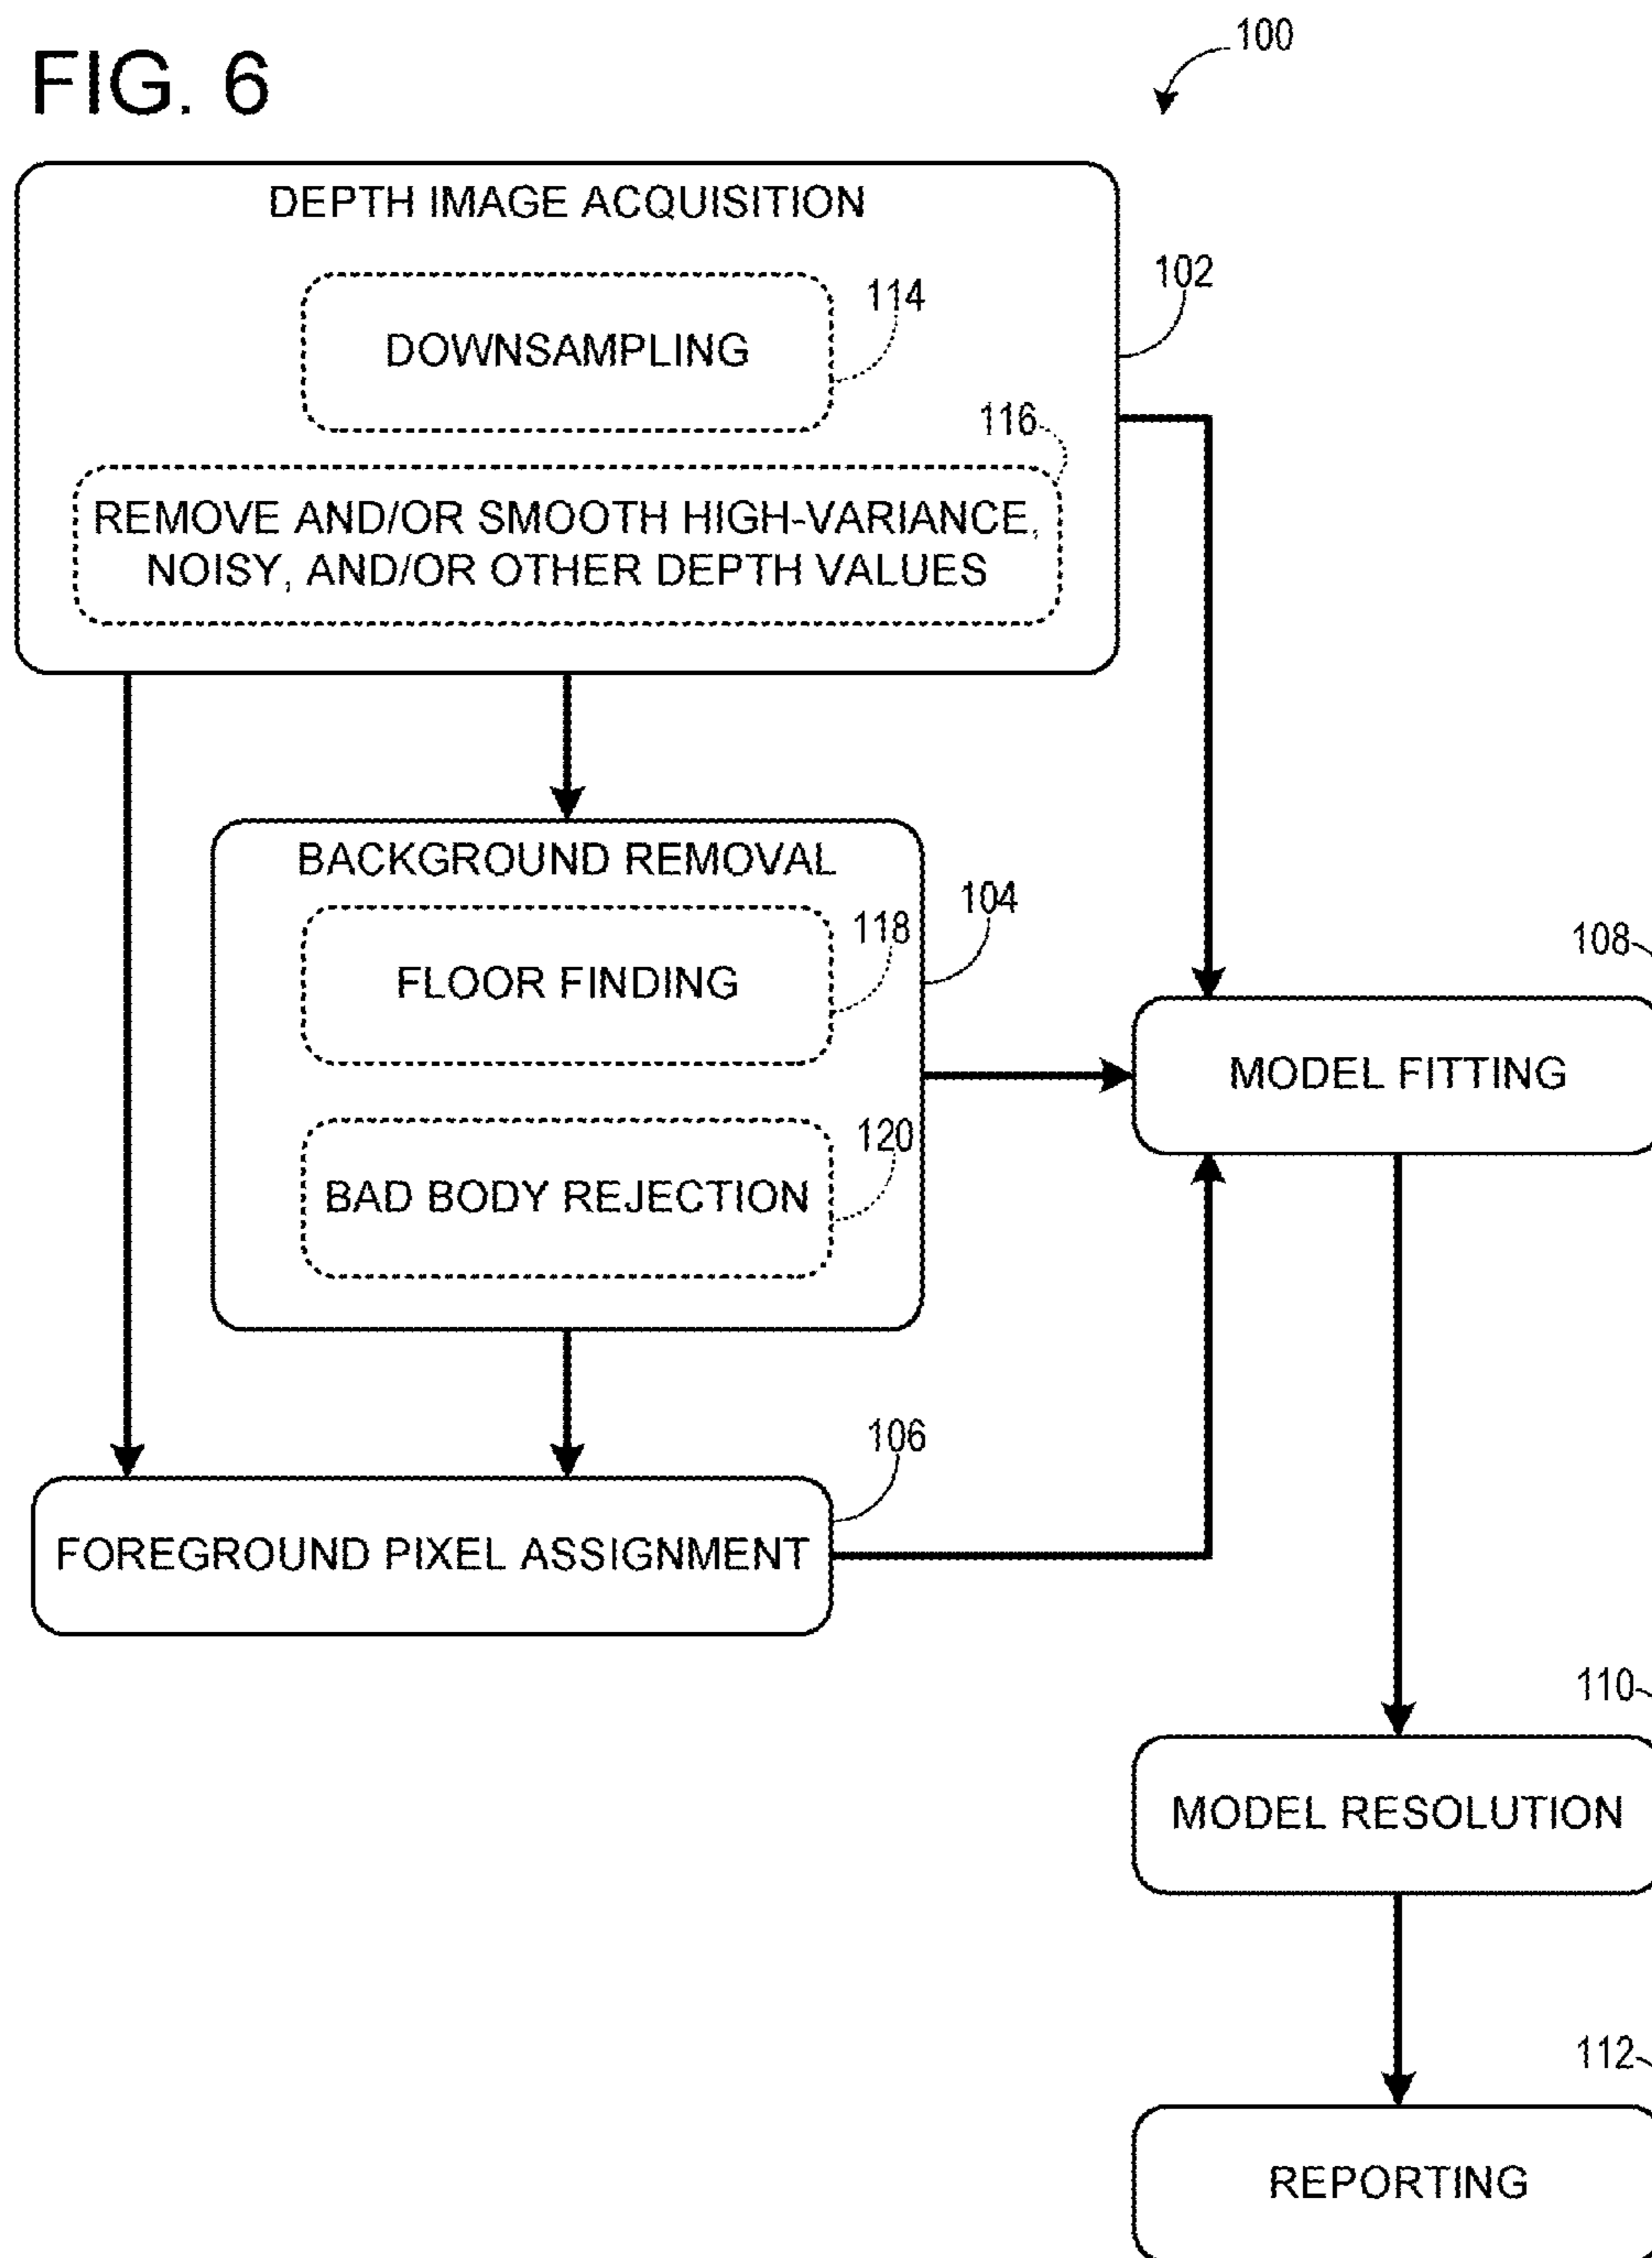 FIG. 6
100
DEPTH IMAGE ACQUISITION
102
DOWNSAMPLING
114
116
REMOVE AND/OR SMOOTH HIGH-VARIANCE,
NOISY, AND/OR OTHER DEPTH VALUES
BACKGROUND REMOVAL
104
FLOOR FINDING
118
BAD BODY REJECTION
120
108
MODEL FITTING
106
FOREGROUND PIXEL ASSIGNMENT
110
MODEL RESOLUTION
112
REPORTING